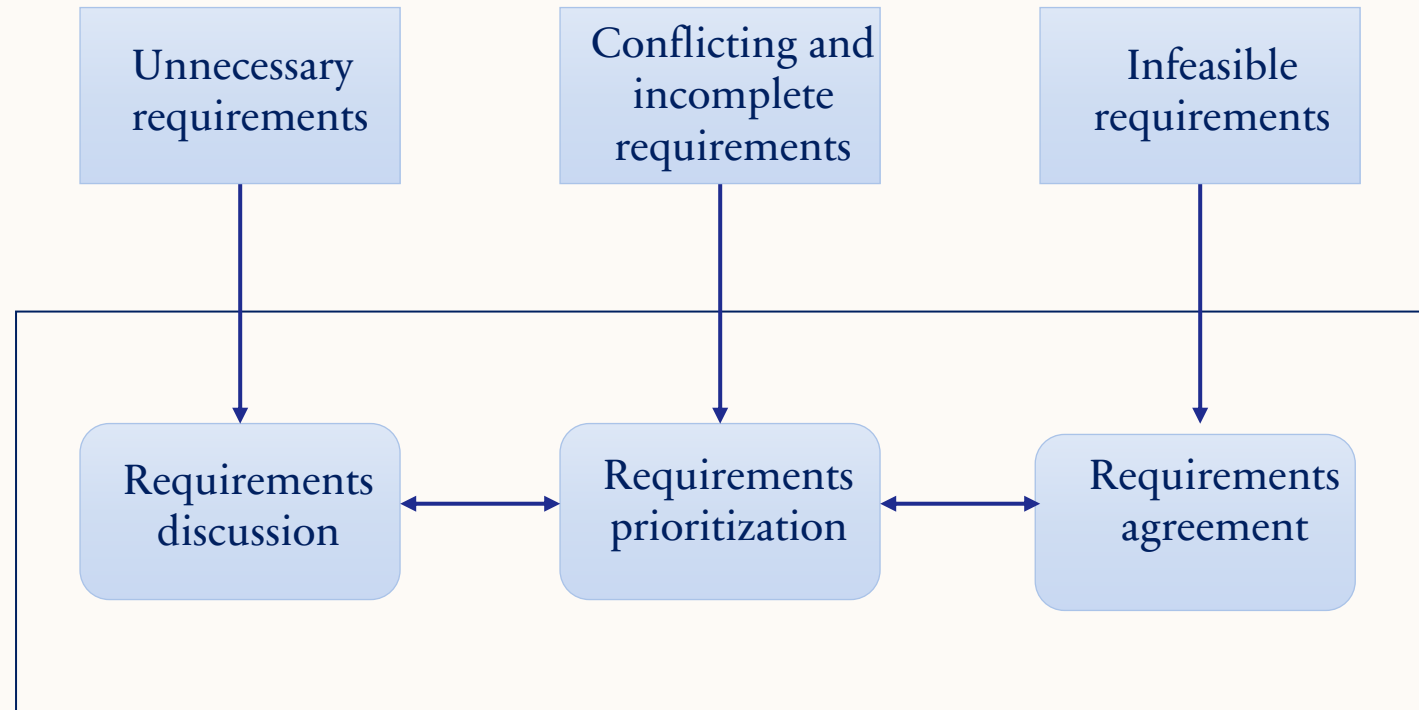 Unnecessary
requirements
Conflicting and
incomplete
requirements
Infeasible
requirements
Requirements
discussion
Requirements
prioritization
Requirements
agreement